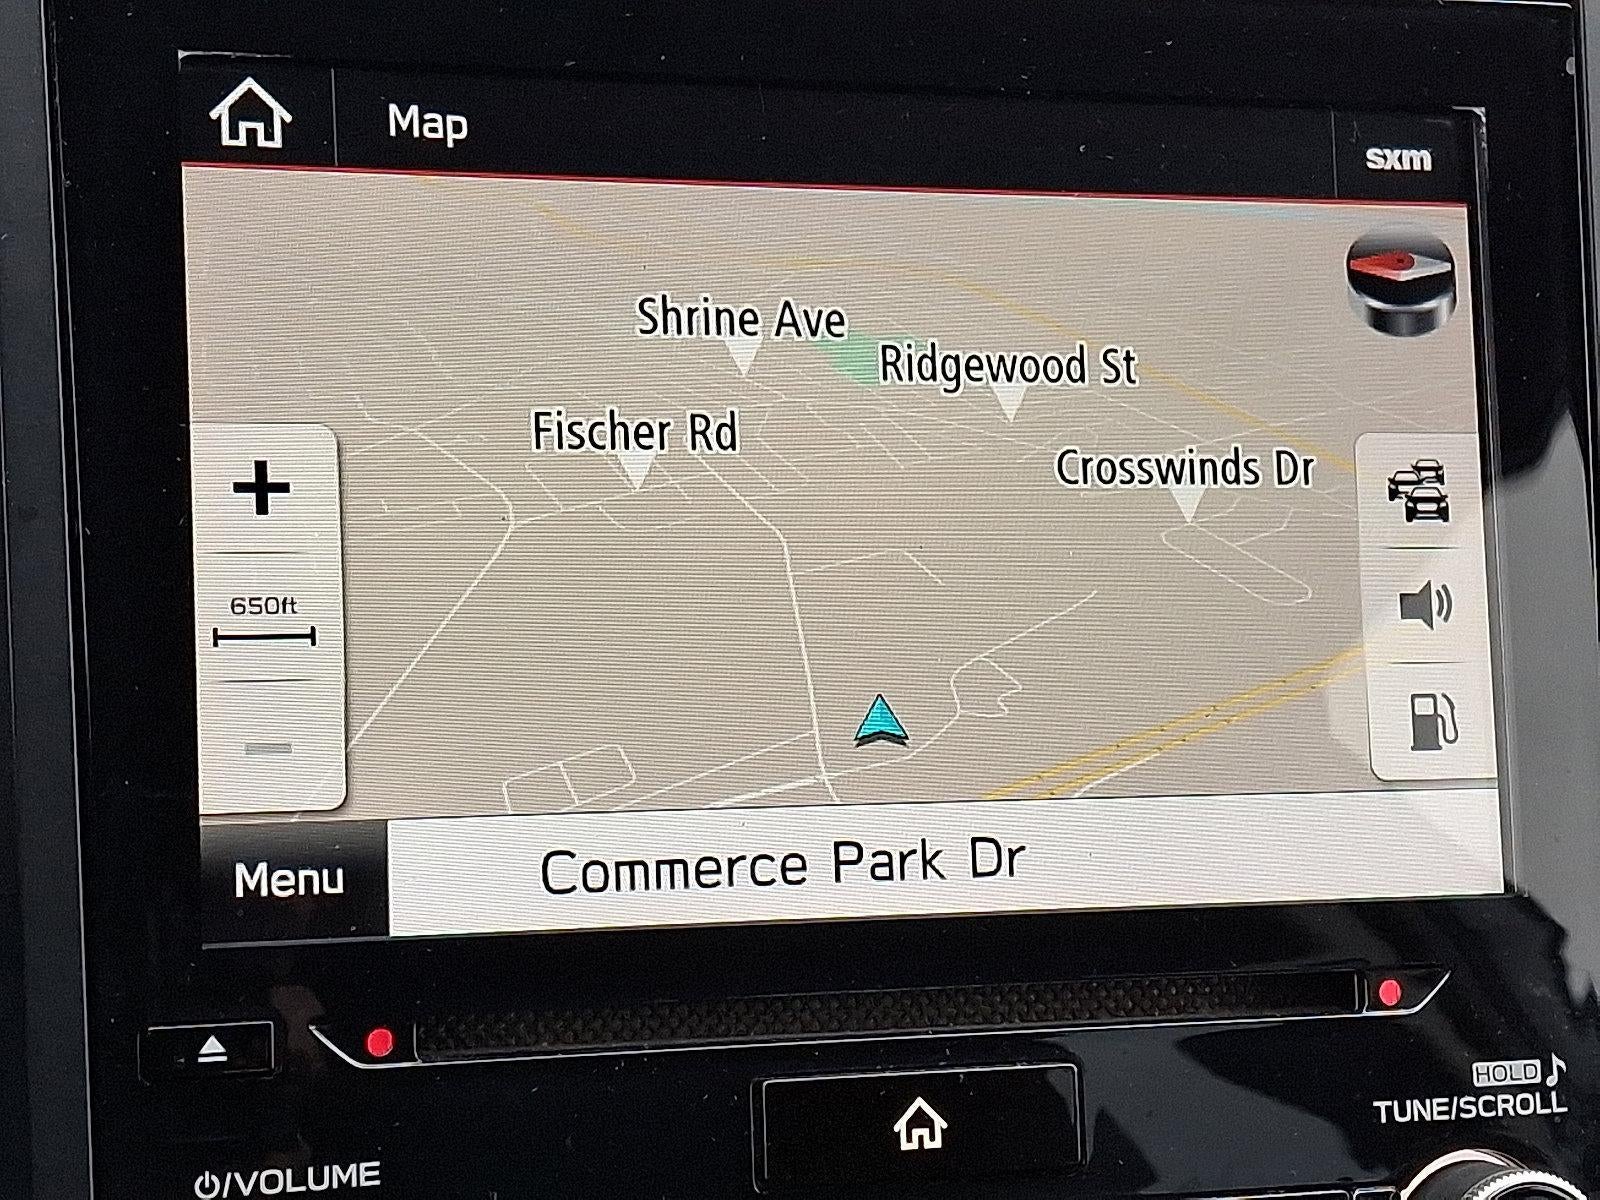 Map
sxm
Shrine Ave
Ridgewood St
Fischer Rd
Crosswinds Dr
650ft
Menu
Commerce Park Dr
HOLD
TUNE/SCROLL
/VOLUME